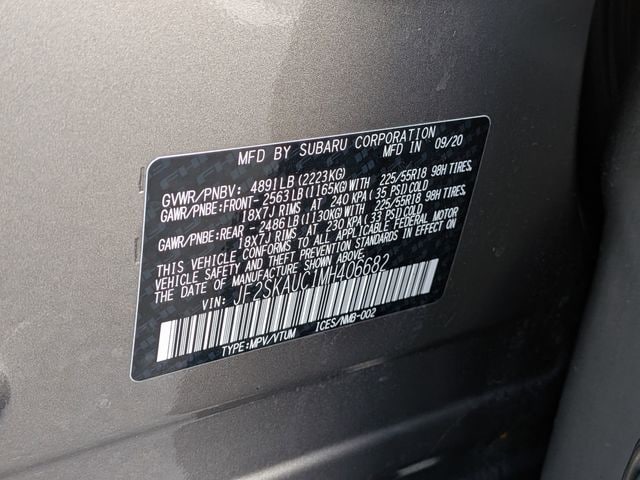 MFD BY SUBARU CORPORATION
MFD IN 09/20
GVWR/PNBV: 4891LB(2223KG)
GAWR/PNBE:FRONT-2563LB(1165KG)WITH 225/55R18 98H TIRES,
18X7J RIMS AT 240 KPA(35 PSI)COLD
GAWR/PNBE:REAR -2486LB(1130KG)WITH 225/55R18 98H TIRES,
18X7J RIMS AT 230 KPA(33 PSI)COLD
THIS VEHICLE CONFORMS TO ALL APPLICABLE FEDERAL MOTOR
VEHICLE SAFETY AND THEFT PREVENTION STANDARDS IN EFFECT ON
THE DATE OF MANUFACTURE SHOWN ABOVE.
VIN: JF2SKAUC1MH406682
TYPE:MPV/VTUM ICES/NMB-002